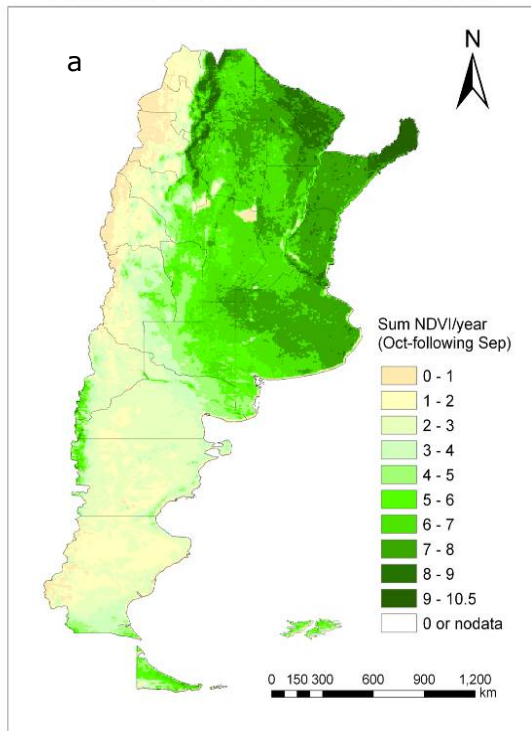 a
N
Sum NDVI/year
(Oct-following Sep)
0 - 1
1 - 2
2 - 3
3 - 4
4 - 5
5 - 6
6 - 7
7 - 8
8 - 9
9 - 10.5
0 or nodata
0 150 300 600 900 1,200
km